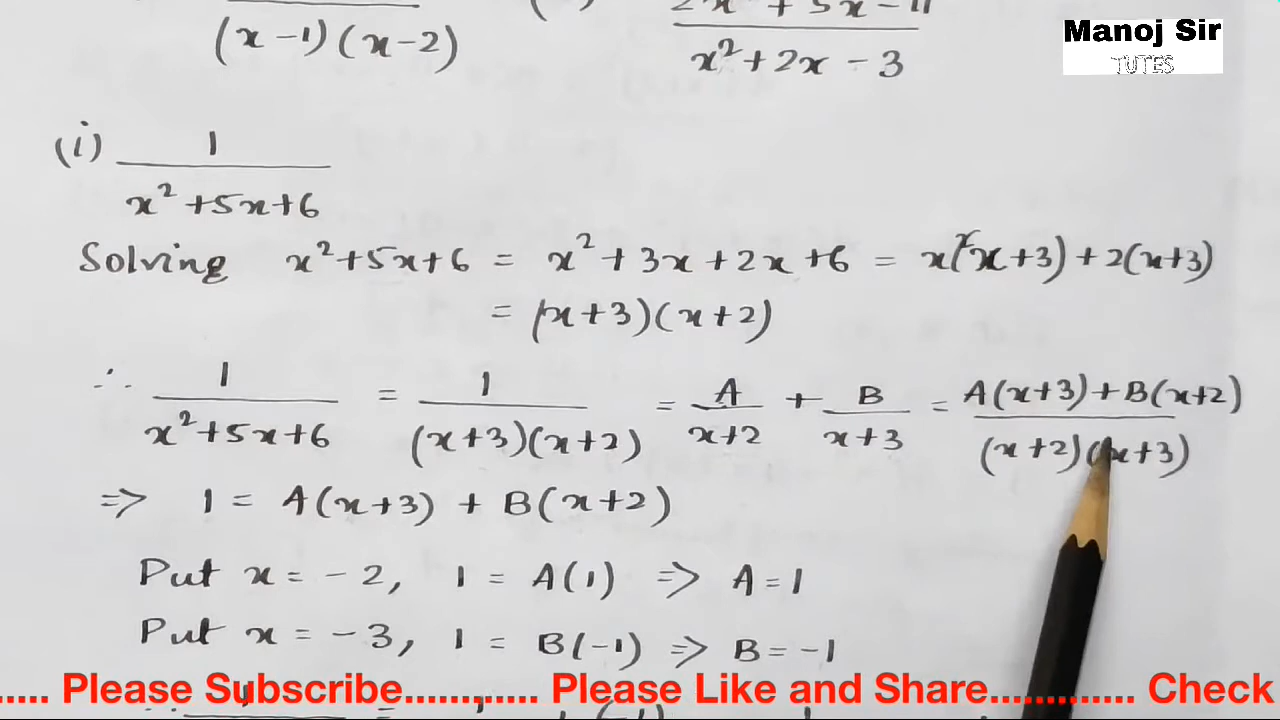 (x-1)(x-2)
2x² + 5x - 11
x² + 2x - 3
Manoj Sir
TUTES
(i) 1
x² + 5x + 6
Solving x² + 5x + 6 = x² + 3x + 2x + 6 = x(x+3) + 2(x+3)
= (x+3)(x+2)
∴ 1/(x² + 5x + 6) = 1/((x+3)(x+2)) = A/(x+2) + B/(x+3) = (A(x+3) + B(x+2))/((x+2)(x+3))
=> 1 = A(x+3) + B(x+2)
Put x = -2, 1 = A(1) => A = 1
Put x = -3, 1 = B(-1) => B = -1
..... Please Subscribe............. Please Like and Share............. Check